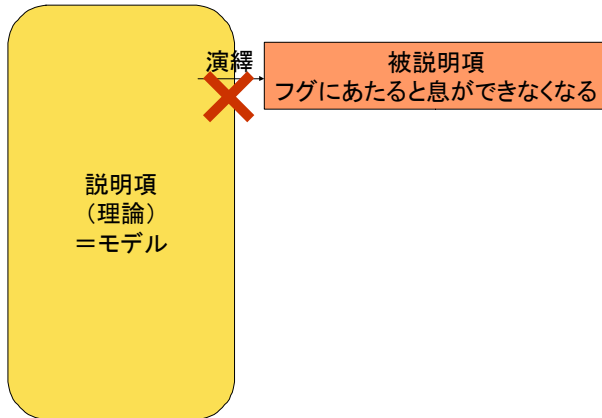 演繹
被説明項
フグにあたると息ができなくなる
説明項
（理論）
＝モデル